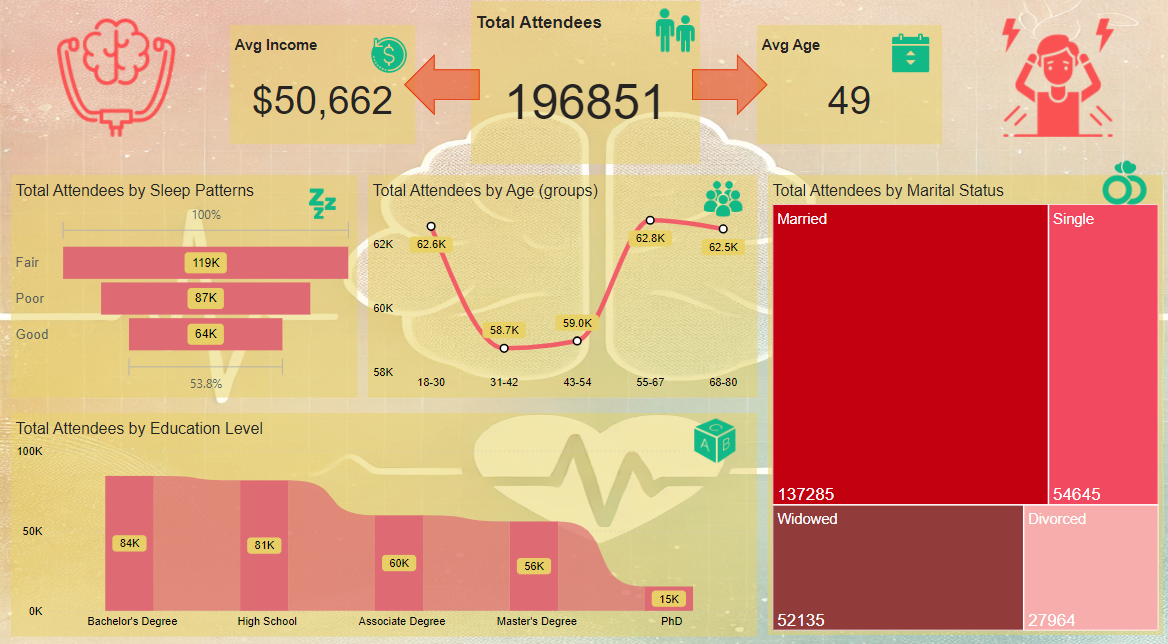 Avg Income
$50,662
Total Attendees
196851
Avg Age
49
Total Attendees by Sleep Patterns
100%
Fair
119K
Poor
87K
Good
64K
53.8%
Total Attendees by Age (groups)
62K
60K
58K
62.6K
58.7K
59.0K
62.8K
62.5K
18-30
31-42
43-54
55-67
68-80
Total Attendees by Marital Status
Married
137285
Single
54645
Widowed
52135
Divorced
27964
Total Attendees by Education Level
100K
50K
0K
84K
81K
60K
56K
15K
Bachelor's Degree
High School
Associate Degree
Master's Degree
PhD
zzz
C
A
B